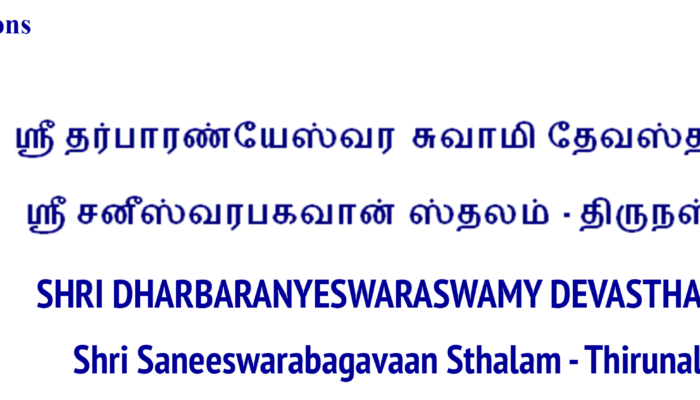 ons
ஸ்ரீ தர்பாரண்யேஸ்வர சுவாமி தேவஸ்த
ஸ்ரீ சனீஸ்வரபகவான் ஸ்தலம் - திருநள்
SHRI DHARBARANYESWARASWAMY DEVASTHA
Shri Saneeswarabagavaan Sthalam - Thirunal